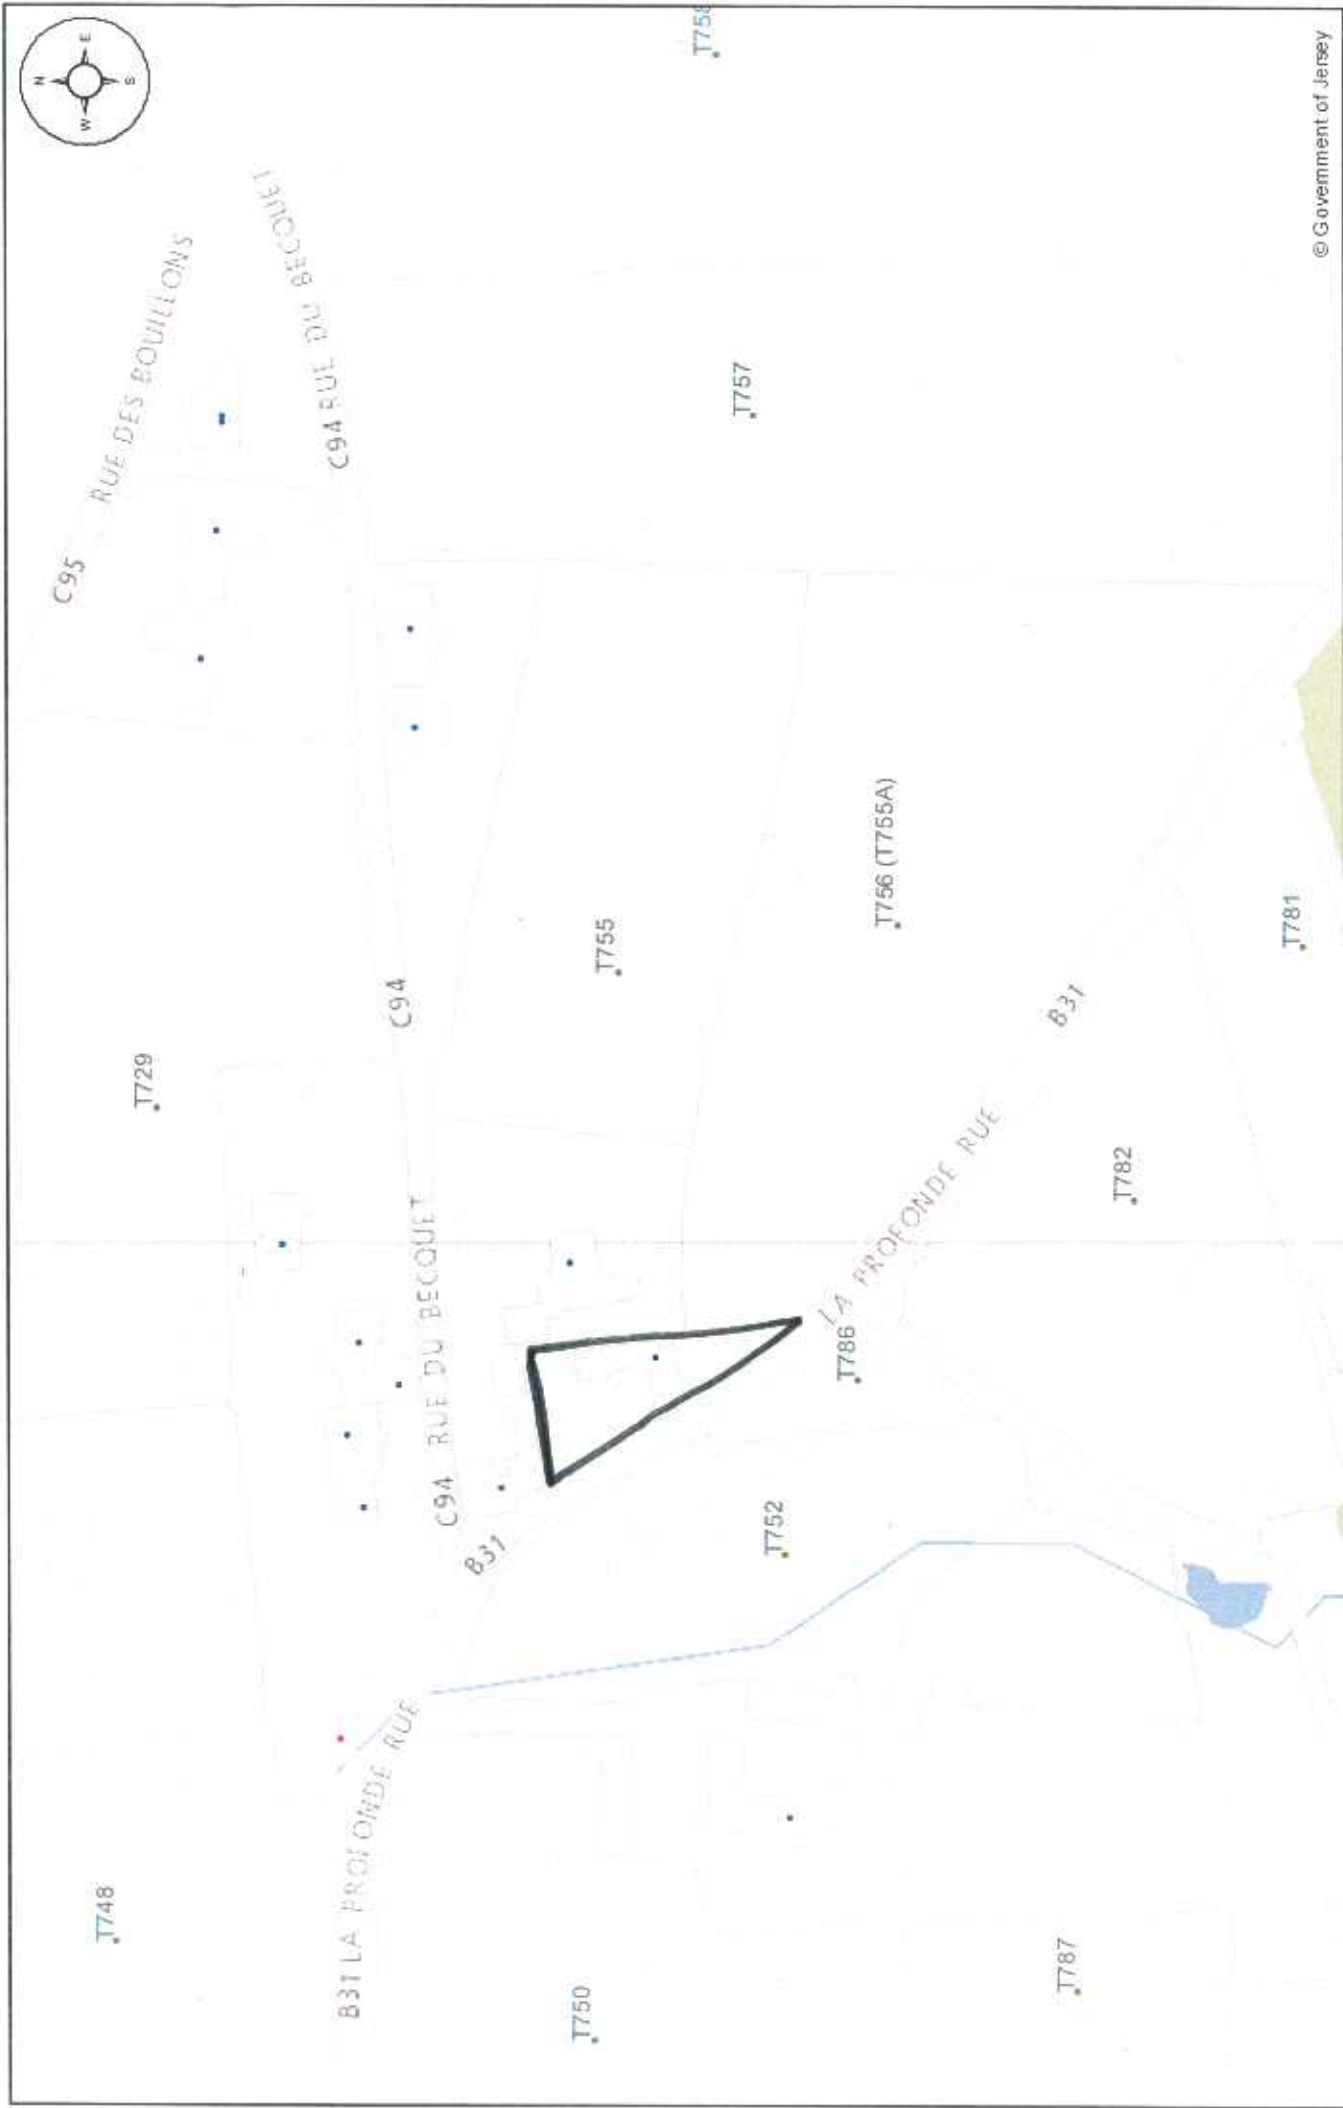 N
W E
S
C95 RUE DES BOUILLONS
T748
T729
C94 RUE DU BECQUET
B31 LA PROFONDE RUE
C94
C94 RUE DU BECQUET
B31
T750
T755
T758
T757
T752
T786
T756 (T755A)
LA PROFONDE RUE
B31
T787
T782
T781
© Government of Jersey